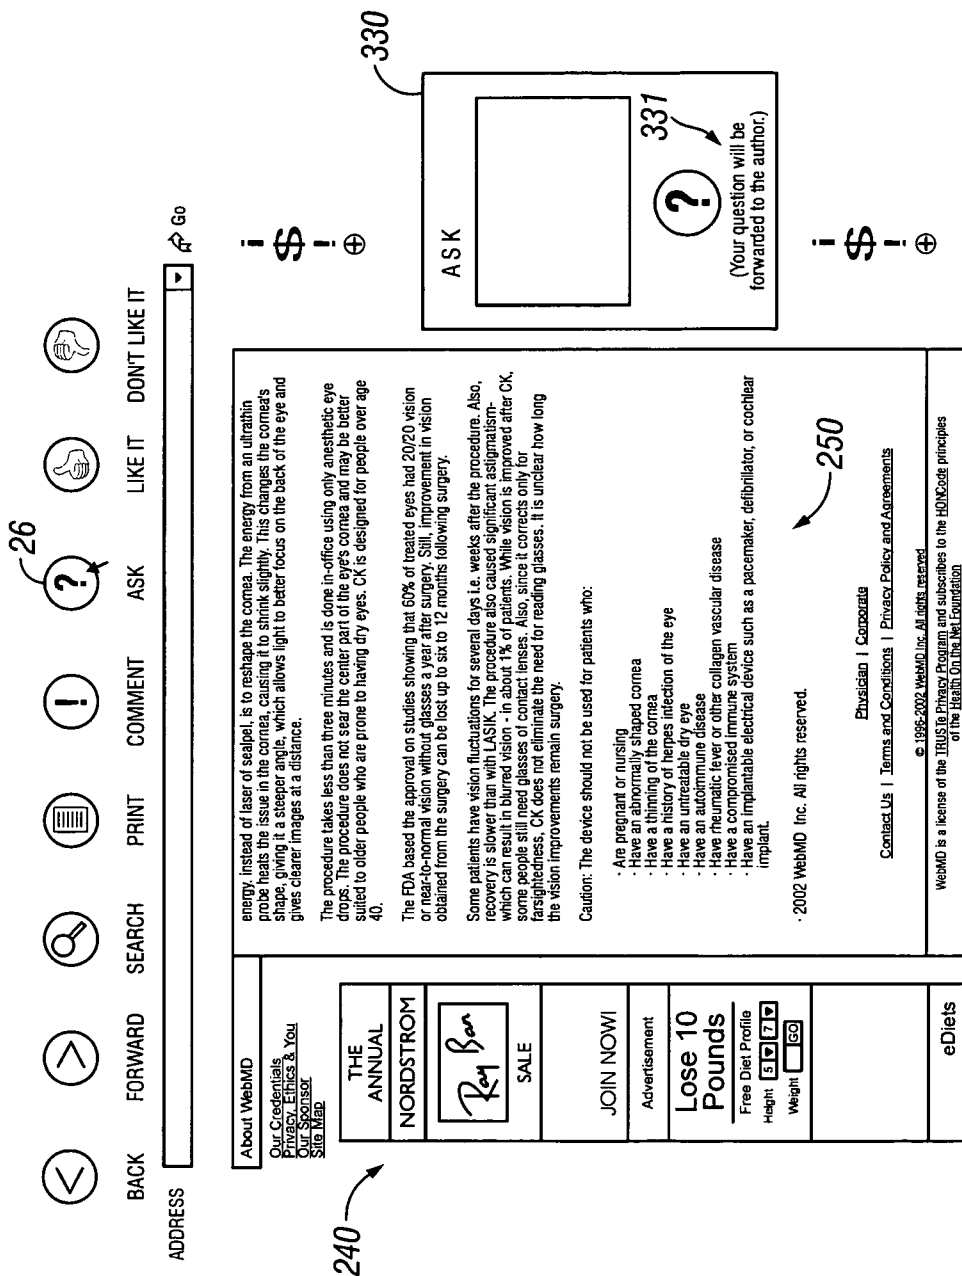 26
BACK
FORWARD
SEARCH
PRINT
COMMENT
ASK
LIKE IT
DON'T LIKE IT
ADDRESS
Go
240
About WebMD
Our Credentials
Privacy, Ethics & You
Our Sponsor
Site Map
THE
ANNUAL
NORDSTROM
Ray Ban
SALE
JOIN NOW!
Advertisement
Lose 10
Pounds
Free Diet Profile
Height 5 7
Weight GO
eDiets
energy, instead of laser of sealpel, is to reshape the cornea. The energy from an ultrathin
probe heats the issue in the cornea, causing it to shrink slightly. This changes the cornea's
shape, giving it a steeper angle, which allows light to better focus on the back of the eye and
gives clearer images at a distance.
The procedure takes less than three minutes and is done in-office using only anesthetic eye
drops. The procedure does not sear the center part of the eye's cornea and may be better
suited to older people who are prone to having dry eyes. CK is designed for people over age
40.
The FDA based the approval on studies showing that 60% of treated eyes had 20/20 vision
or near-to-normal vision without glasses a year after surgery. Still, improvement in vision
obtained from the surgery can be lost up to six to 12 months following surgery.
Some patients have vision fluctuations for several days i.e. weeks after the procedure. Also,
recovery is slower than with LASIK. The procedure also caused significant astigmatism-
which can result in blurred vision - in about 1% of patients. While vision is improved after CK,
some people still need glasses of contact lenses. Also, since it corrects only for
farsightedness, CK does not eliminate the need for reading glasses. It is unclear how long
the vision improvements remain surgery.
Caution: The device should not be used for patients who:
· Are pregnant or nursing
· Have an abnormally shaped cornea
· Have a thinning of the cornea
· Have a history of herpes infection of the eye
· Have an untreatable dry eye
· Have an autoimmune disease
· Have rheumatic fever or other collagen vascular disease
· Have a compromised immune system
· Have an implantable electrical device such as a pacemaker, defibrillator, or cochlear
implant.
250
· 2002 WebMD Inc. All rights reserved.
Physician | Corporate
Contact Us | Terms and Conditions | Privacy Policy and Agreements
© 1996-2002 WebMD Inc. All rights reserved
WebMD is a license of the TRUSTe Privacy Program and subscribes to the HONCode principles
of the Health On the Net Foundation
i
$
!
⊕
330
ASK
331
?
(Your question will be
forwarded to the author.)
i
$
!
⊕